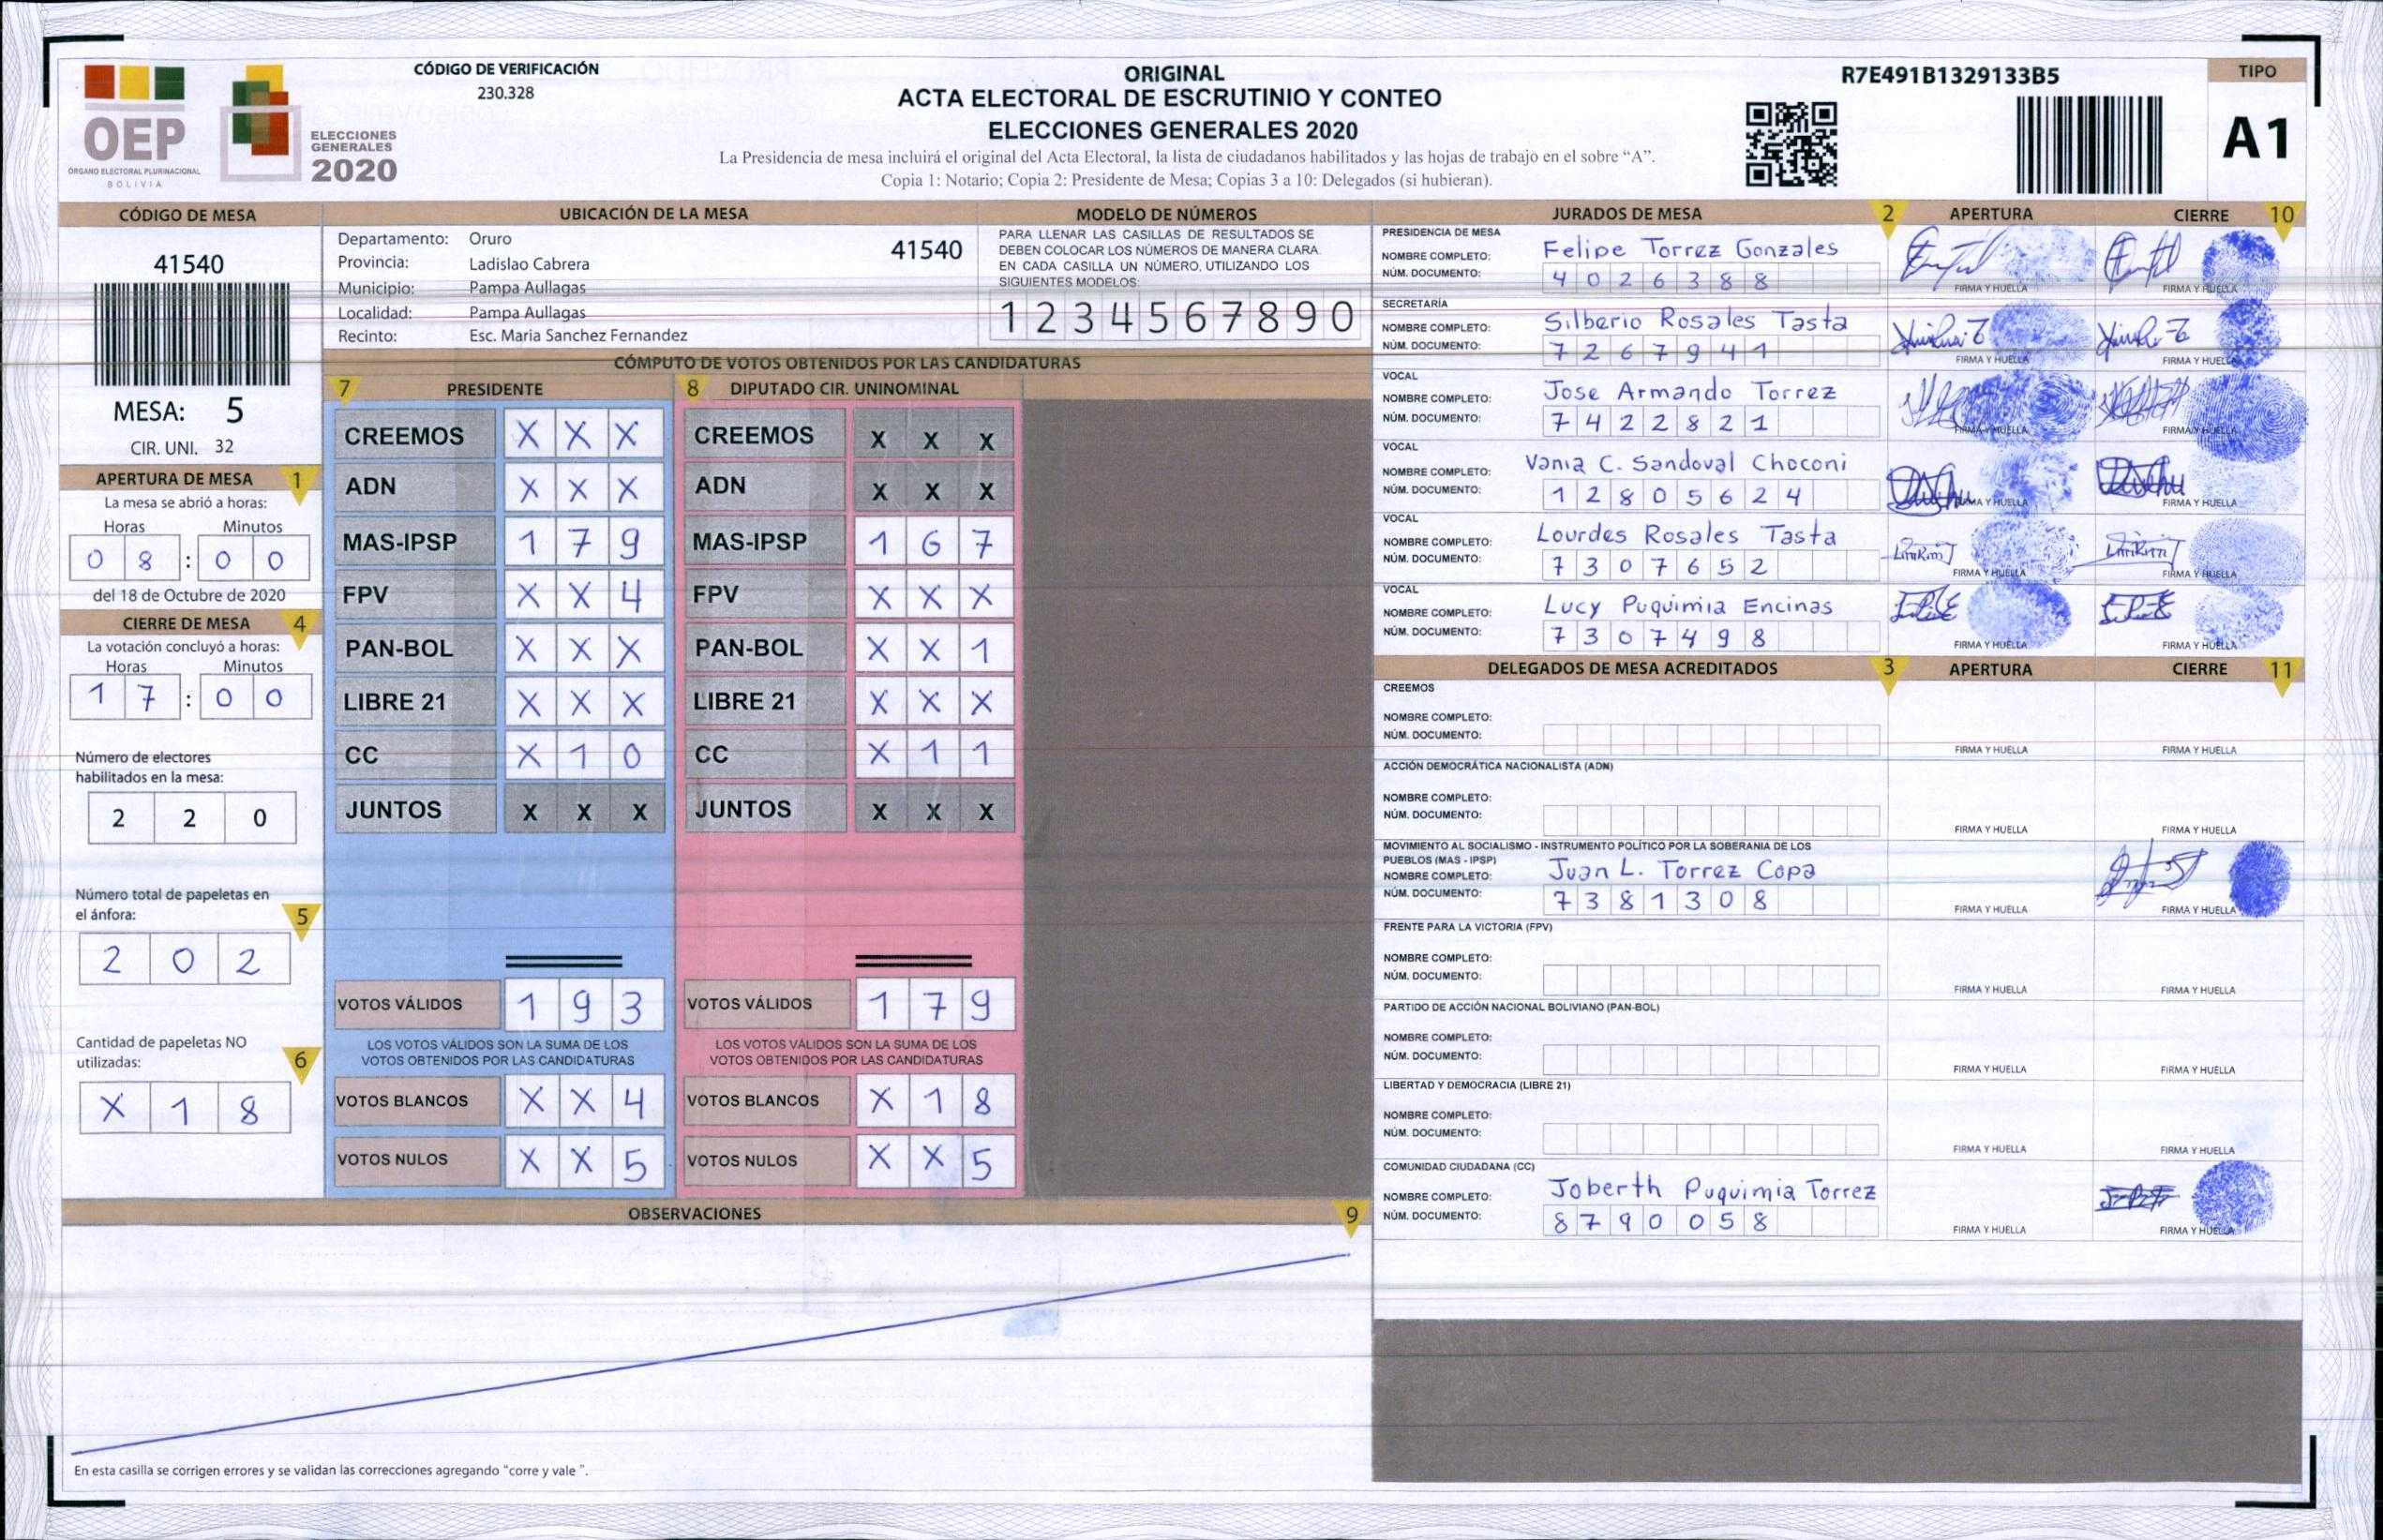 CÓDIGO DE VERIFICACIÓN
230.328
OEP
ÓRGANO ELECTORAL PLURINACIONAL
BOLIVIA
ELECCIONES
GENERALES
2020
ORIGINAL
ACTA ELECTORAL DE ESCRUTINIO Y CONTEO
ELECCIONES GENERALES 2020
La Presidencia de mesa incluirá el original del Acta Electoral, la lista de ciudadanos habilitados y las hojas de trabajo en el sobre “A”.
Copia 1: Notario; Copia 2: Presidente de Mesa; Copias 3 a 10: Delegados (si hubieran).
R7E491B1329133B5
TIPO
A1
CÓDIGO DE MESA
41540
MESA: 5
CIR. UNI. 32
APERTURA DE MESA 1
La mesa se abrió a horas:
Horas Minutos
0 8 : 0 0
del 18 de Octubre de 2020
CIERRE DE MESA 4
La votación concluyó a horas:
Horas Minutos
1 7 : 0 0
Número de electores
habilitados en la mesa:
2 2 0
Número total de papeletas en
el ánfora: 5
2 0 2
Cantidad de papeletas NO
utilizadas: 6
X 1 8
UBICACIÓN DE LA MESA
Departamento: Oruro 41540
Provincia: Ladislao Cabrera
Municipio: Pampa Aullagas
Localidad: Pampa Aullagas
Recinto: Esc. Maria Sanchez Fernandez
MODELO DE NÚMEROS
PARA LLENAR LAS CASILLAS DE RESULTADOS SE
DEBEN COLOCAR LOS NÚMEROS DE MANERA CLARA.
EN CADA CASILLA UN NÚMERO, UTILIZANDO LOS
SIGUIENTES MODELOS:
1 2 3 4 5 6 7 8 9 0
CÓMPUTO DE VOTOS OBTENIDOS POR LAS CANDIDATURAS
7 PRESIDENTE 8 DIPUTADO CIR. UNINOMINAL
CREEMOS X X X CREEMOS X X X
ADN X X X ADN X X X
MAS-IPSP 1 7 9 MAS-IPSP 1 6 7
FPV X X 4 FPV X X X
PAN-BOL X X X PAN-BOL X X 1
LIBRE 21 X X X LIBRE 21 X X X
CC X 1 0 CC X 1 1
JUNTOS X X X JUNTOS X X X
VOTOS VÁLIDOS 1 9 3 VOTOS VÁLIDOS 1 7 9
LOS VOTOS VÁLIDOS SON LA SUMA DE LOS LOS VOTOS VÁLIDOS SON LA SUMA DE LOS
VOTOS OBTENIDOS POR LAS CANDIDATURAS VOTOS OBTENIDOS POR LAS CANDIDATURAS
VOTOS BLANCOS X X 4 VOTOS BLANCOS X 1 8
VOTOS NULOS X X 5 VOTOS NULOS X X 5
OBSERVACIONES 9
En esta casilla se corrigen errores y se validan las correcciones agregando "corre y vale ".
JURADOS DE MESA 2 APERTURA CIERRE 10
PRESIDENCIA DE MESA
NOMBRE COMPLETO: Felipe Torrez Gonzales
NÚM. DOCUMENTO: 4 0 2 6 3 8 8
FIRMA Y HUELLA FIRMA Y HUELLA
SECRETARÍA
NOMBRE COMPLETO: Silberio Rosales Tasta
NÚM. DOCUMENTO: 7 2 6 7 9 4 1
FIRMA Y HUELLA FIRMA Y HUELLA
VOCAL
NOMBRE COMPLETO: Jose Armando Torrez
NÚM. DOCUMENTO: 7 4 2 2 8 2 1
FIRMA Y HUELLA FIRMA Y HUELLA
VOCAL
NOMBRE COMPLETO: Vania C. Sandoval Choconi
NÚM. DOCUMENTO: 1 2 8 0 5 6 2 4
FIRMA Y HUELLA FIRMA Y HUELLA
VOCAL
NOMBRE COMPLETO: Lourdes Rosales Tasta
NÚM. DOCUMENTO: 7 3 0 7 6 5 2
FIRMA Y HUELLA FIRMA Y HUELLA
VOCAL
NOMBRE COMPLETO: Lucy Puquimia Encinas
NÚM. DOCUMENTO: 7 3 0 7 4 9 8
FIRMA Y HUELLA FIRMA Y HUELLA
DELEGADOS DE MESA ACREDITADOS 3 APERTURA CIERRE 11
CREEMOS
NOMBRE COMPLETO:
NÚM. DOCUMENTO:
FIRMA Y HUELLA FIRMA Y HUELLA
ACCIÓN DEMOCRÁTICA NACIONALISTA (ADN)
NOMBRE COMPLETO:
NÚM. DOCUMENTO:
FIRMA Y HUELLA FIRMA Y HUELLA
MOVIMIENTO AL SOCIALISMO - INSTRUMENTO POLÍTICO POR LA SOBERANIA DE LOS
PUEBLOS (MAS - IPSP)
NOMBRE COMPLETO: Juan L. Torrez Copa
NÚM. DOCUMENTO: 7 3 8 1 3 0 8
FIRMA Y HUELLA FIRMA Y HUELLA
FRENTE PARA LA VICTORIA (FPV)
NOMBRE COMPLETO:
NÚM. DOCUMENTO:
FIRMA Y HUELLA FIRMA Y HUELLA
PARTIDO DE ACCIÓN NACIONAL BOLIVIANO (PAN-BOL)
NOMBRE COMPLETO:
NÚM. DOCUMENTO:
FIRMA Y HUELLA FIRMA Y HUELLA
LIBERTAD Y DEMOCRACIA (LIBRE 21)
NOMBRE COMPLETO:
NÚM. DOCUMENTO:
FIRMA Y HUELLA FIRMA Y HUELLA
COMUNIDAD CIUDADANA (CC)
NOMBRE COMPLETO: Joberth Puquimia Torrez
NÚM. DOCUMENTO: 8 7 9 0 0 5 8
FIRMA Y HUELLA FIRMA Y HUELLA